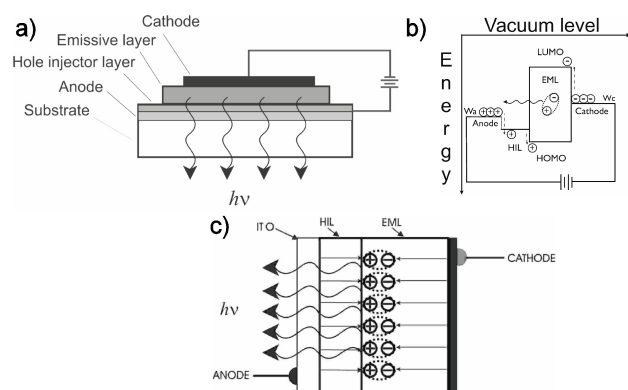 a)
Cathode
Emissive layer
Hole injector layer
Anode
Substrate
hν
b)
Vacuum level
Energy
LUMO
EML
Wa
Wc
Anode
Cathode
HIL
HOMO
c)
ITO
HIL
EML
CATHODE
hν
ANODE